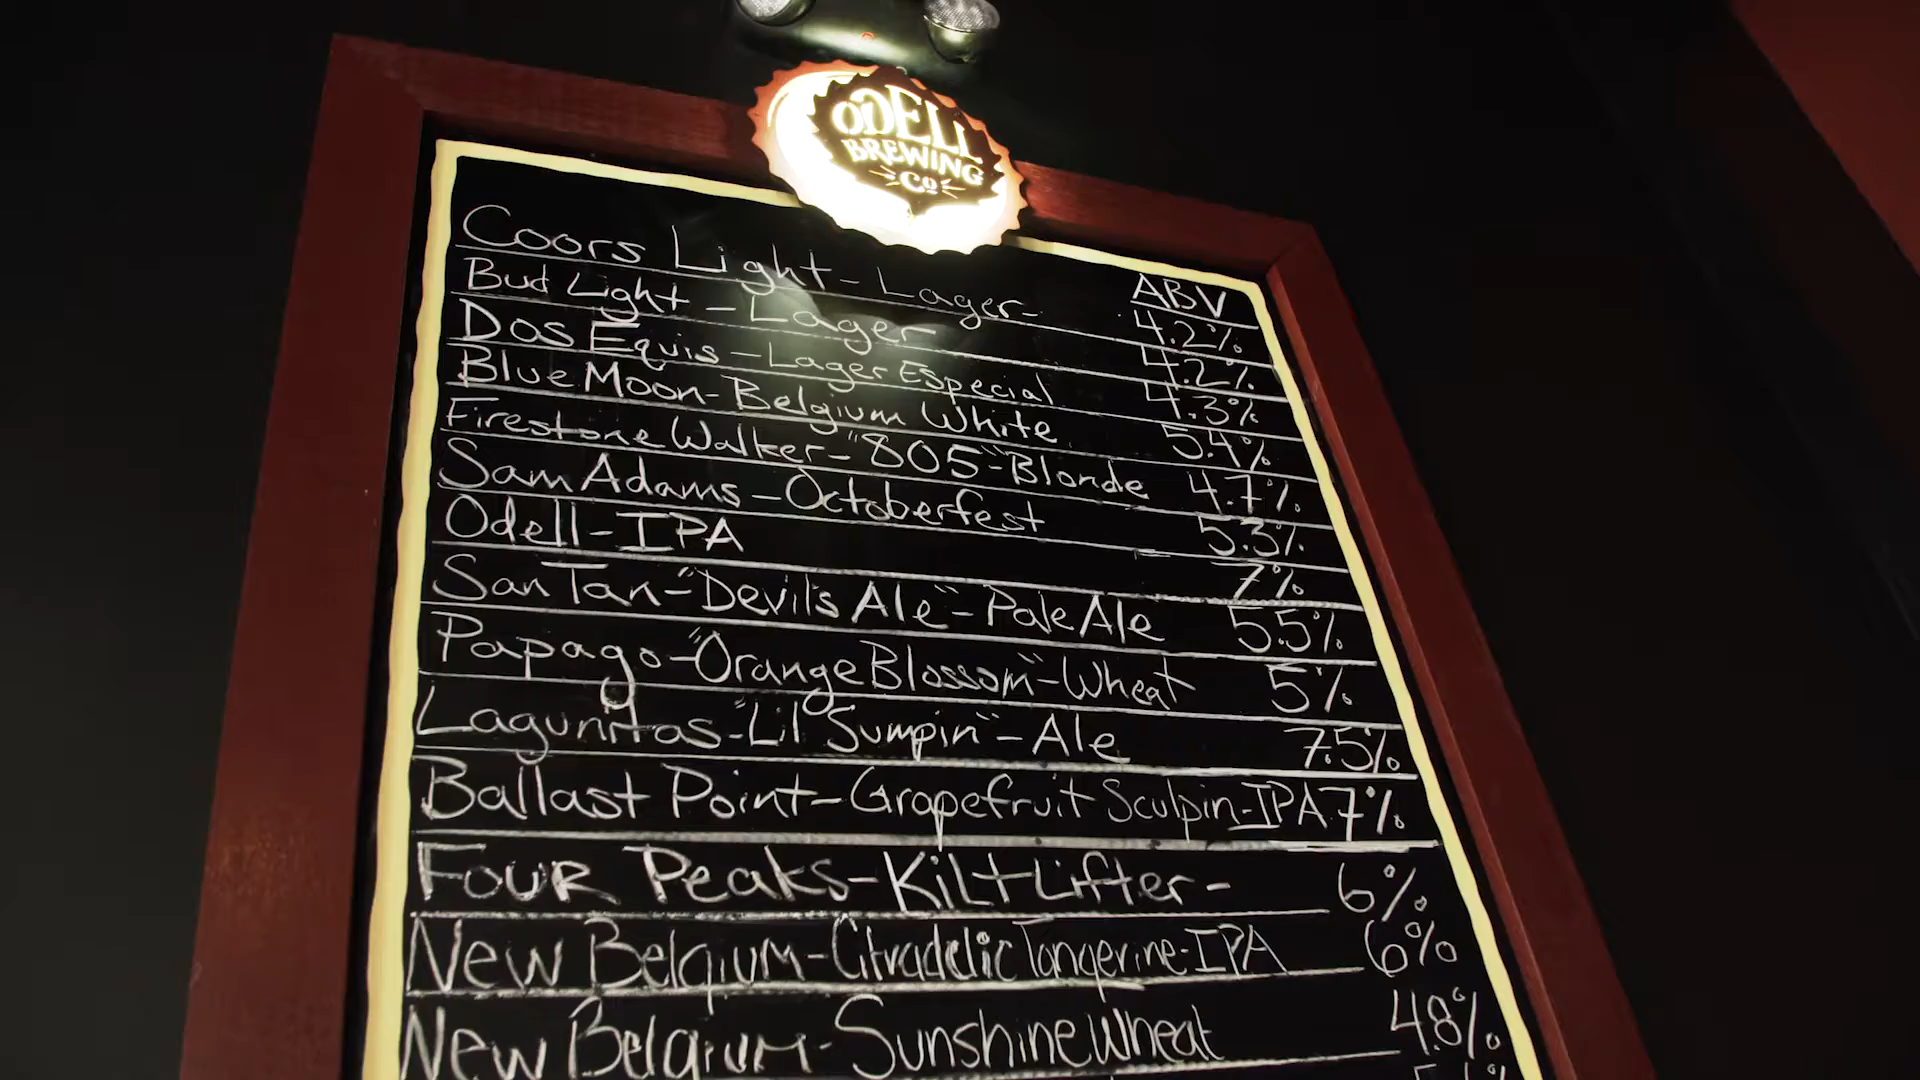 ODELL
BREWING
Co
ABV
Coors Light - Lager - 4.2%
Bud Light - Lager 4.2%
Dos Equis - Lager Especial 4.3%
Blue Moon - Belgium White 5.4%
Firestone Walker - "805" - Blonde 4.7%
Sam Adams - Octoberfest 5.3%
Odell - IPA 7%
San Tan - "Devil's Ale" - Pale Ale 5.5%
Papago - "Orange Blossom" - Wheat 5%
Lagunitas - "Lil Sumpin" - Ale 7.5%
Ballast Point - Grapefruit Sculpin - IPA 7%
Four Peaks - Kilt Lifter - 6%
New Belgium - Citradelic Tangerine - IPA 6%
New Belgium - Sunshine Wheat 4.8%